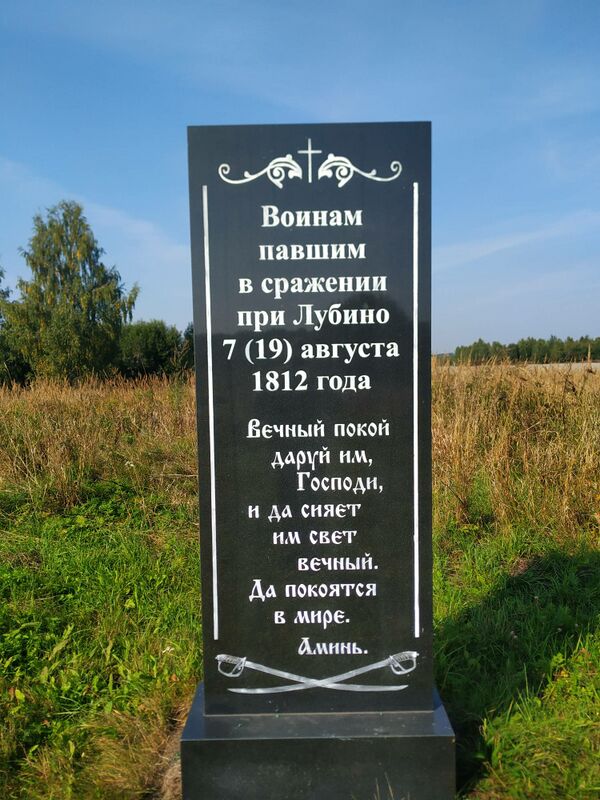 Воинам
павшим
в сражении
при Лубино
7 (19) августа
1812 года
Вечный покой
даруй им,
Господи,
и да сияет
им свет
вечный.
Да покоятся
в мире.
Аминь.